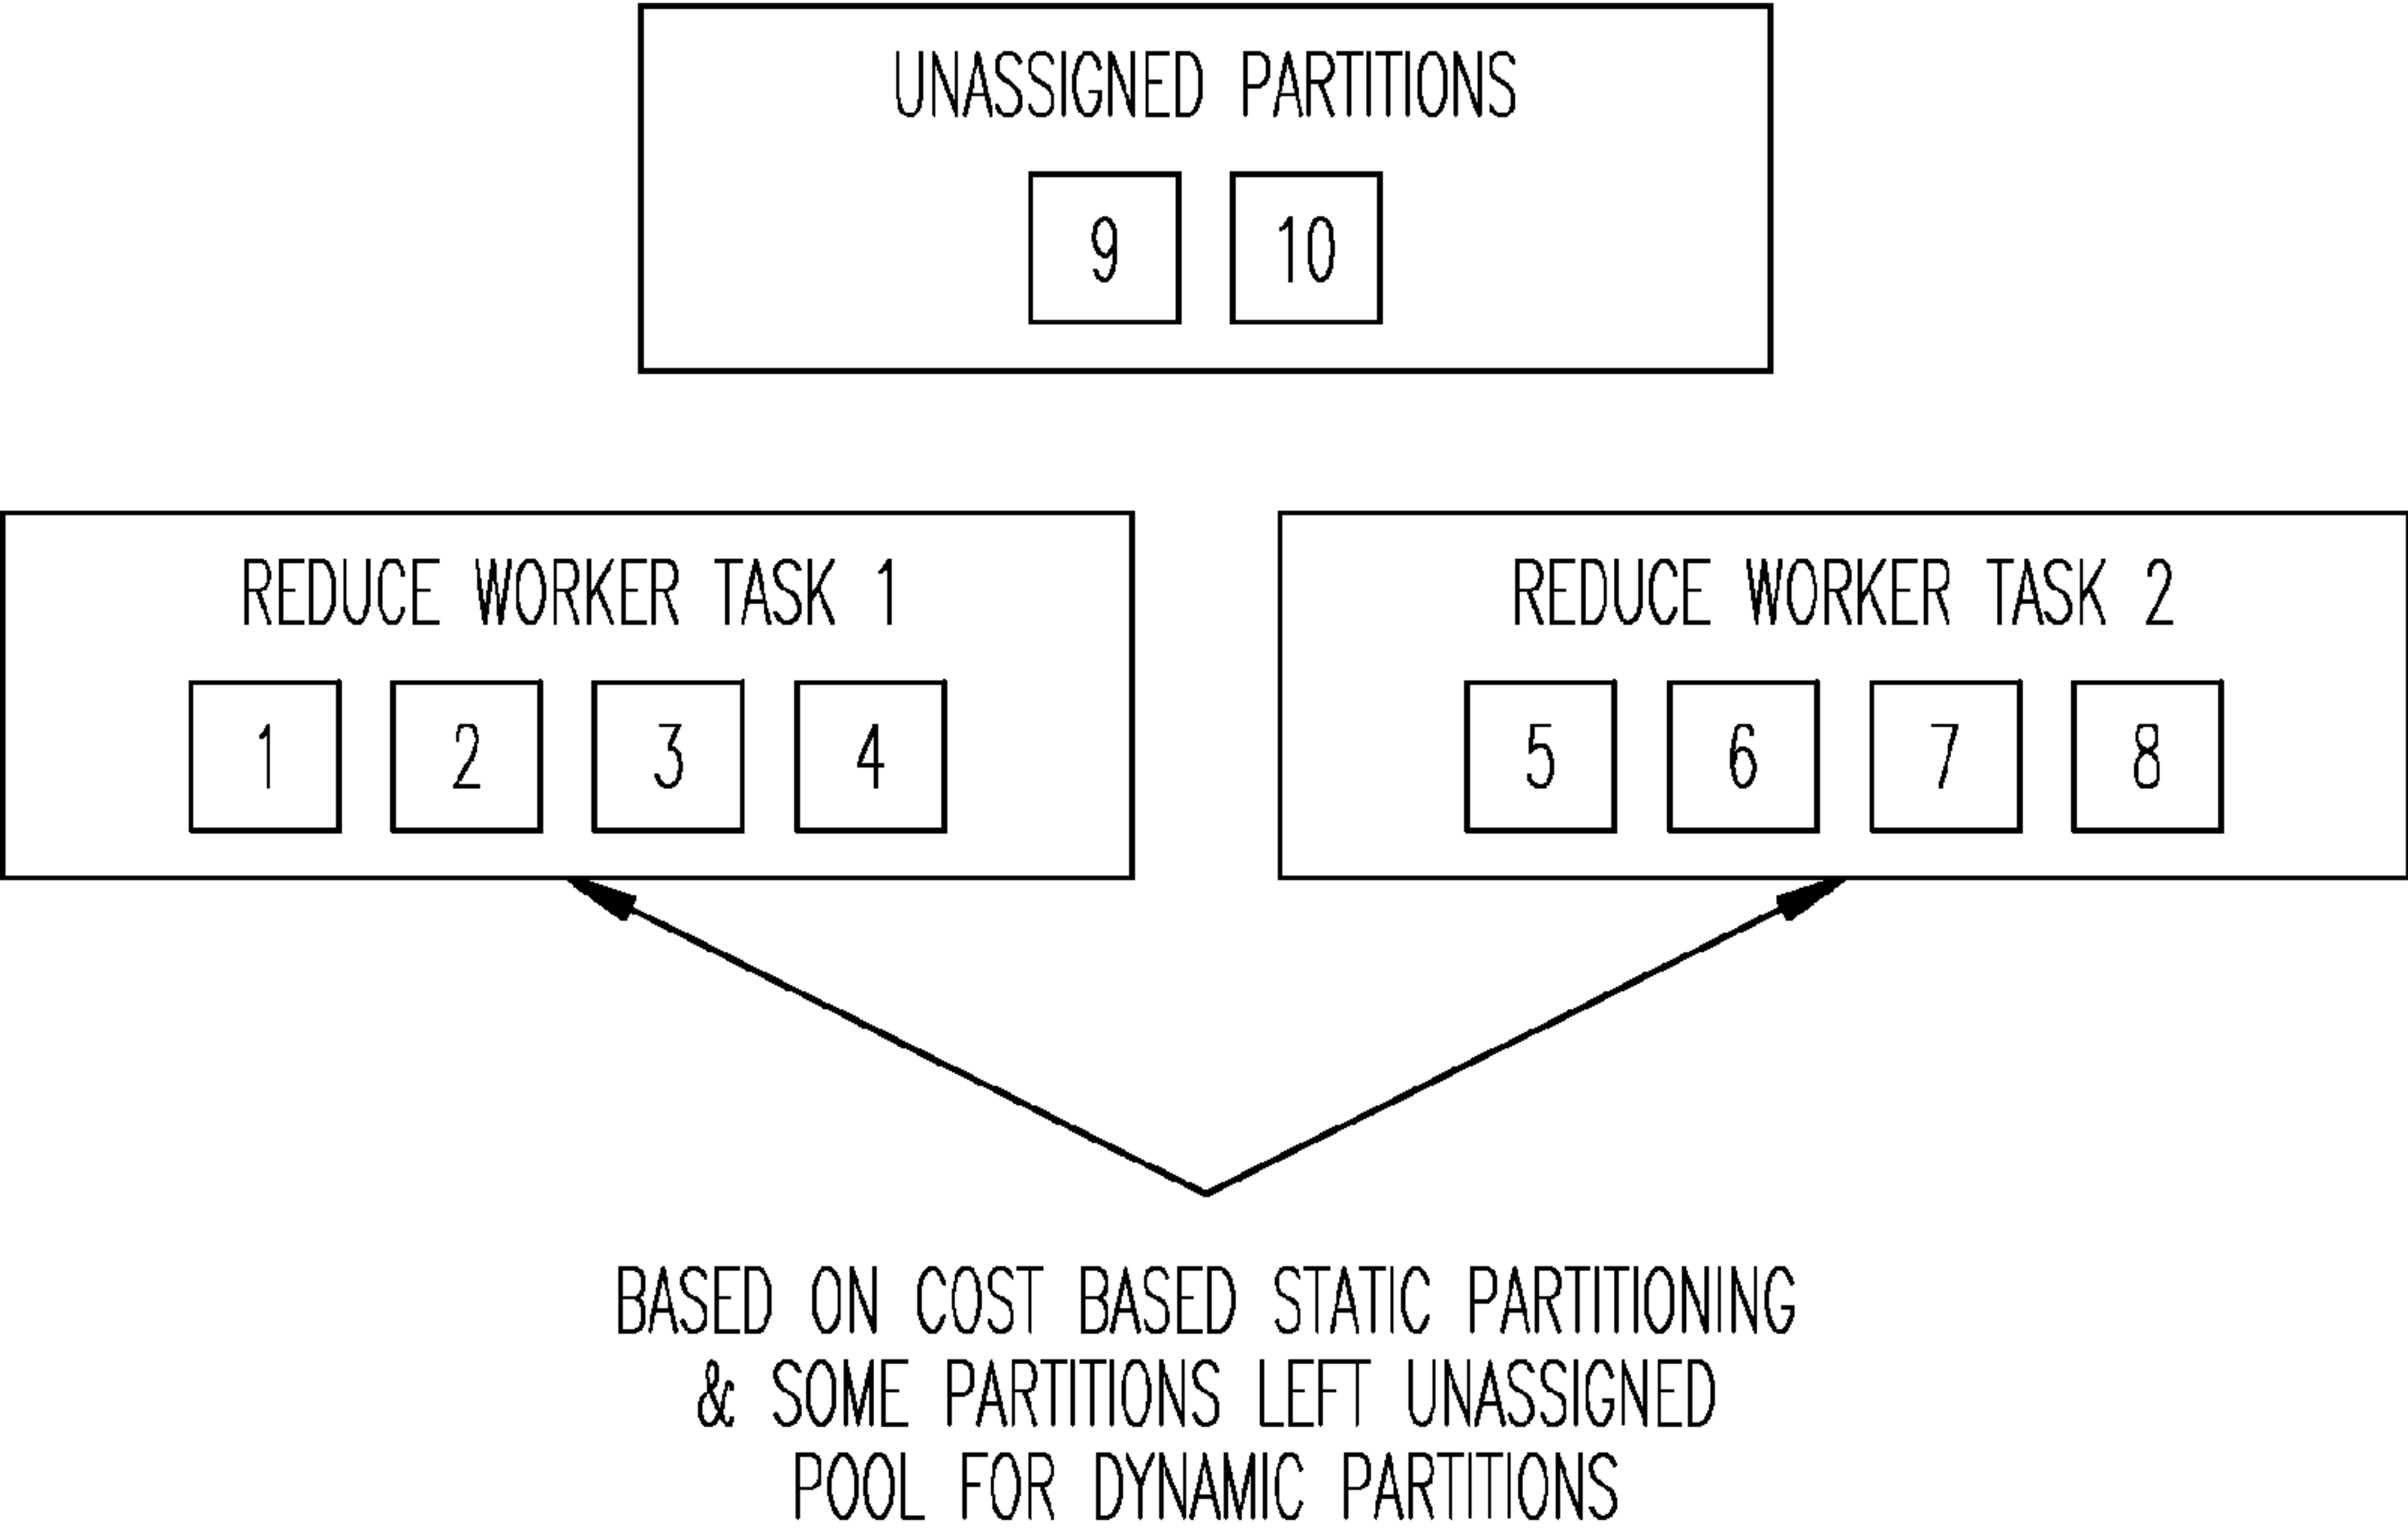 UNASSIGNED PARTITIONS
9 10
REDUCE WORKER TASK 1
1 2 3 4
REDUCE WORKER TASK 2
5 6 7 8
BASED ON COST BASED STATIC PARTITIONING
& SOME PARTITIONS LEFT UNASSIGNED
POOL FOR DYNAMIC PARTITIONS